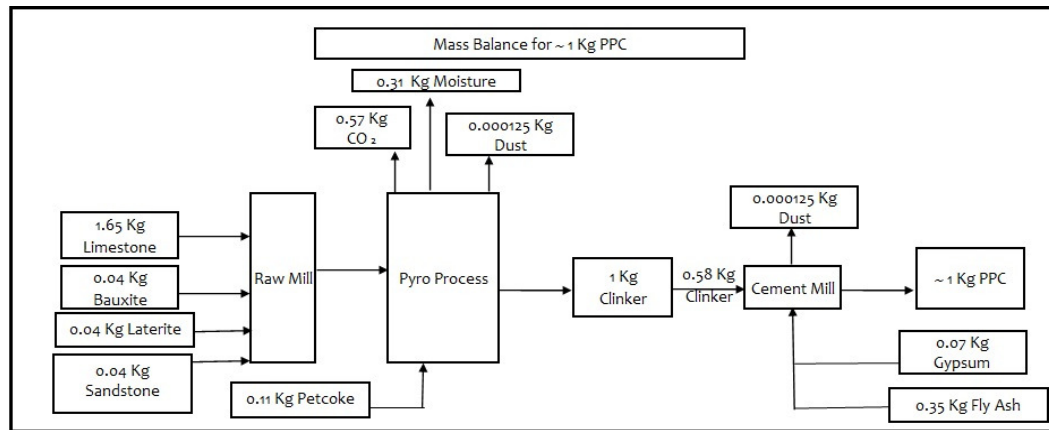 Mass Balance for ~ 1 Kg PPC
0.31 Kg Moisture
0.57 Kg
CO 2
0.000125 Kg
Dust
1.65 Kg
Limestone
0.04 Kg
Bauxite
0.04 Kg Laterite
0.04 Kg
Sandstone
Raw Mill
Pyro Process
0.11 Kg Petcoke
1 Kg
Clinker
0.58 Kg
Clinker
0.000125 Kg
Dust
Cement Mill
~ 1 Kg PPC
0.07 Kg
Gypsum
0.35 Kg Fly Ash